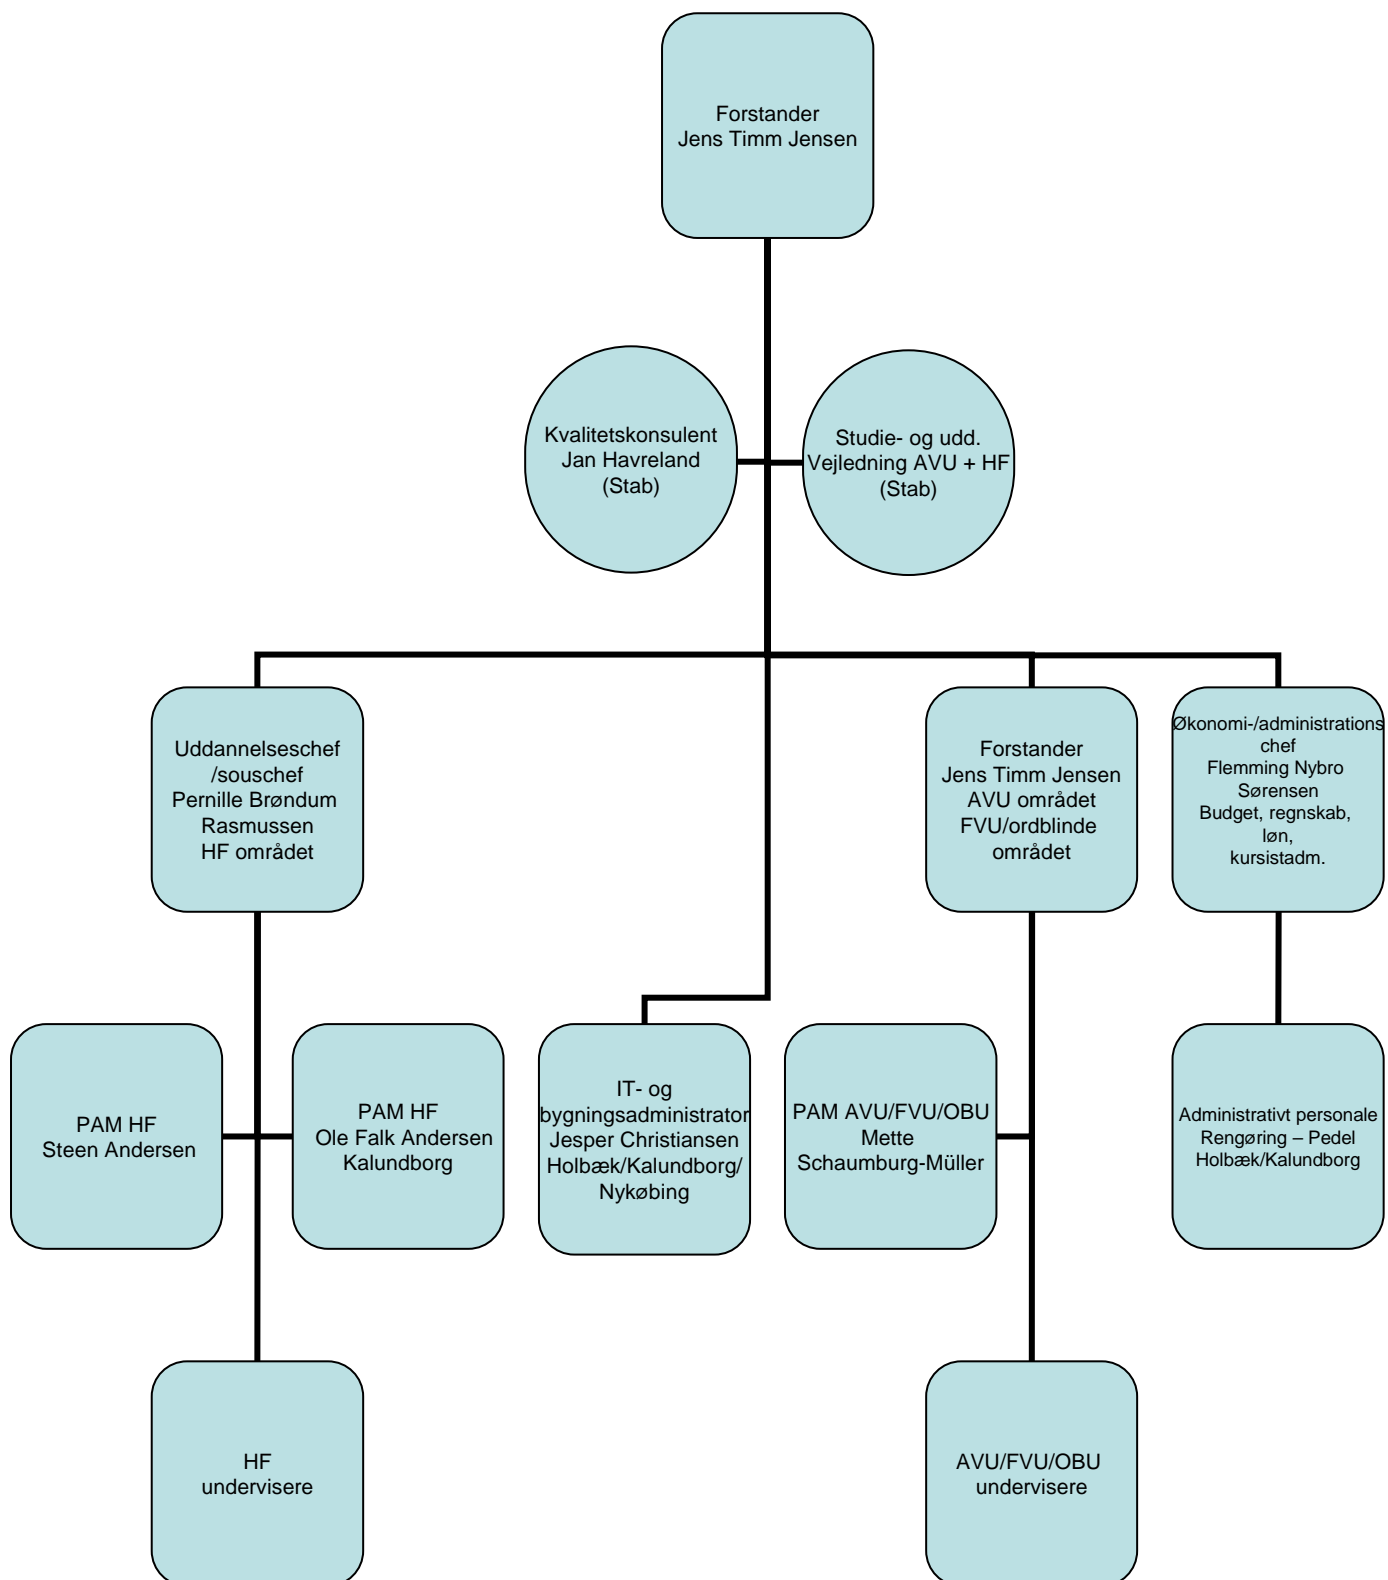 Forstander
Jens Timm Jensen
Kvalitetskonsulent
Jan Havreland
(Stab)
Studie- og udd.
Vejledning AVU + HF
(Stab)
Uddannelseschef
/souschef
Pernille Brøndum
Rasmussen
HF området
Forstander
Jens Timm Jensen
AVU området
FVU/ordblinde
området
Økonomi-/administrations
chef
Flemming Nybro
Sørensen
Budget, regnskab,
løn,
kursistadm.
PAM HF
Steen Andersen
PAM HF
Ole Falk Andersen
Kalundborg
IT- og
bygningsadministrator
Jesper Christiansen
Holbæk/Kalundborg/
Nykøbing
PAM AVU/FVU/OBU
Mette
Schaumburg-Müller
Administrativt personale
Rengøring – Pedel
Holbæk/Kalundborg
HF
undervisere
AVU/FVU/OBU
undervisere